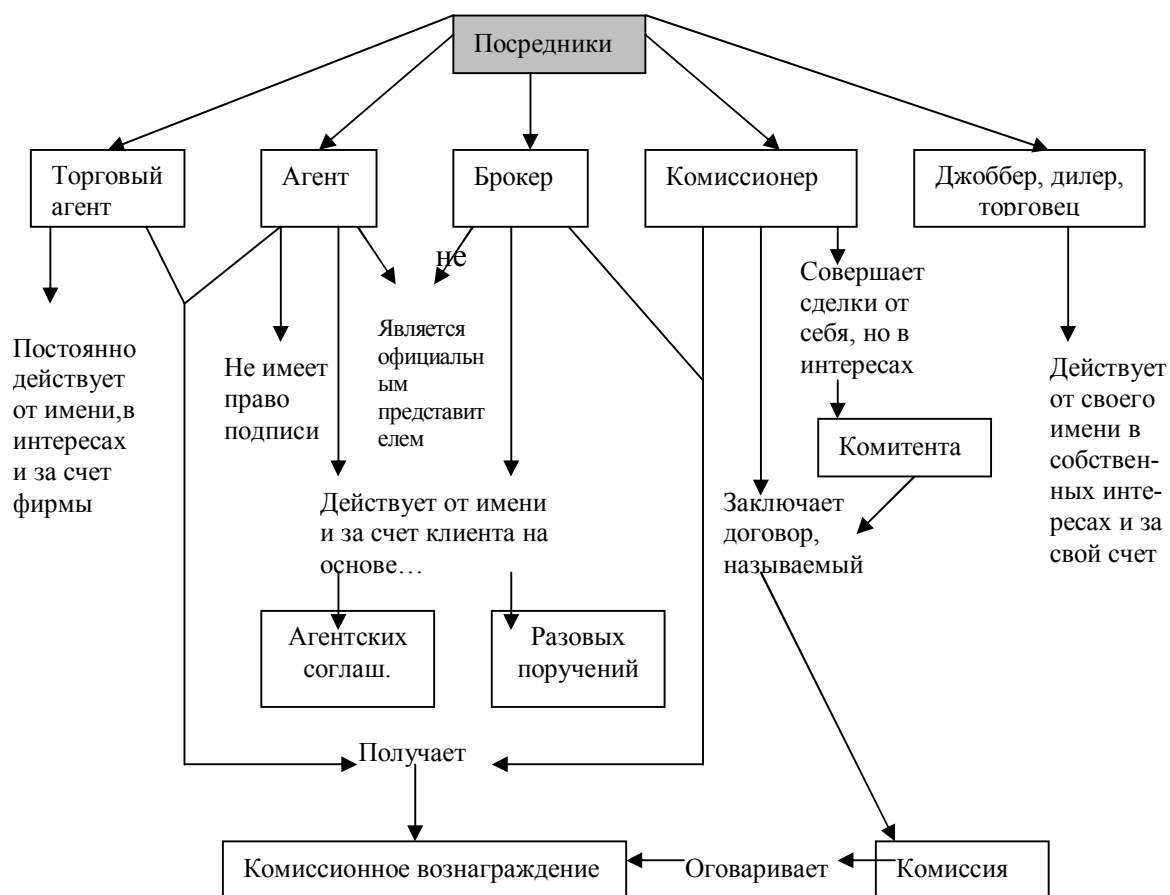 Посредники
Торговый
агент
Агент
Брокер
Комиссионер
Джоббер, дилер,
торговец
не
Постоянно
действует
от имени,в
интересах
и за счет
фирмы
Не имеет
право
подписи
Является
официальн
ым
представит
елем
Совершает
сделки от
себя, но в
интересах
Комитента
Действует
от своего
имени в
собствен-
ных инте-
ресах и за
свой счет
Действует от имени
и за счет клиента на
основе…
Заключает
договор,
называемый
Агентских
соглаш.
Разовых
поручений
Получает
Комиссионное вознаграждение
Оговаривает
Комиссия